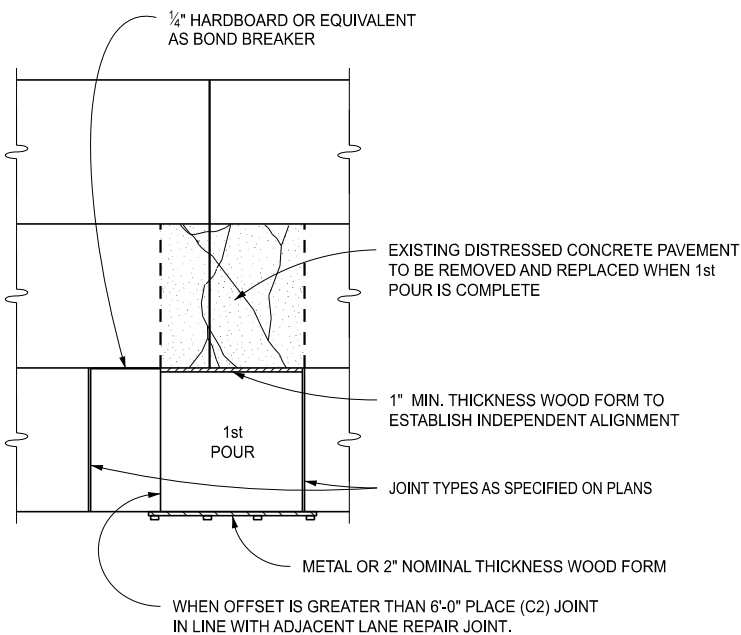 ¼" HARDBOARD OR EQUIVALENT
AS BOND BREAKER
EXISTING DISTRESSED CONCRETE PAVEMENT
TO BE REMOVED AND REPLACED WHEN 1st
POUR IS COMPLETE
1" MIN. THICKNESS WOOD FORM TO
ESTABLISH INDEPENDENT ALIGNMENT
1st
POUR
JOINT TYPES AS SPECIFIED ON PLANS
METAL OR 2" NOMINAL THICKNESS WOOD FORM
WHEN OFFSET IS GREATER THAN 6'-0" PLACE (C2) JOINT
IN LINE WITH ADJACENT LANE REPAIR JOINT.